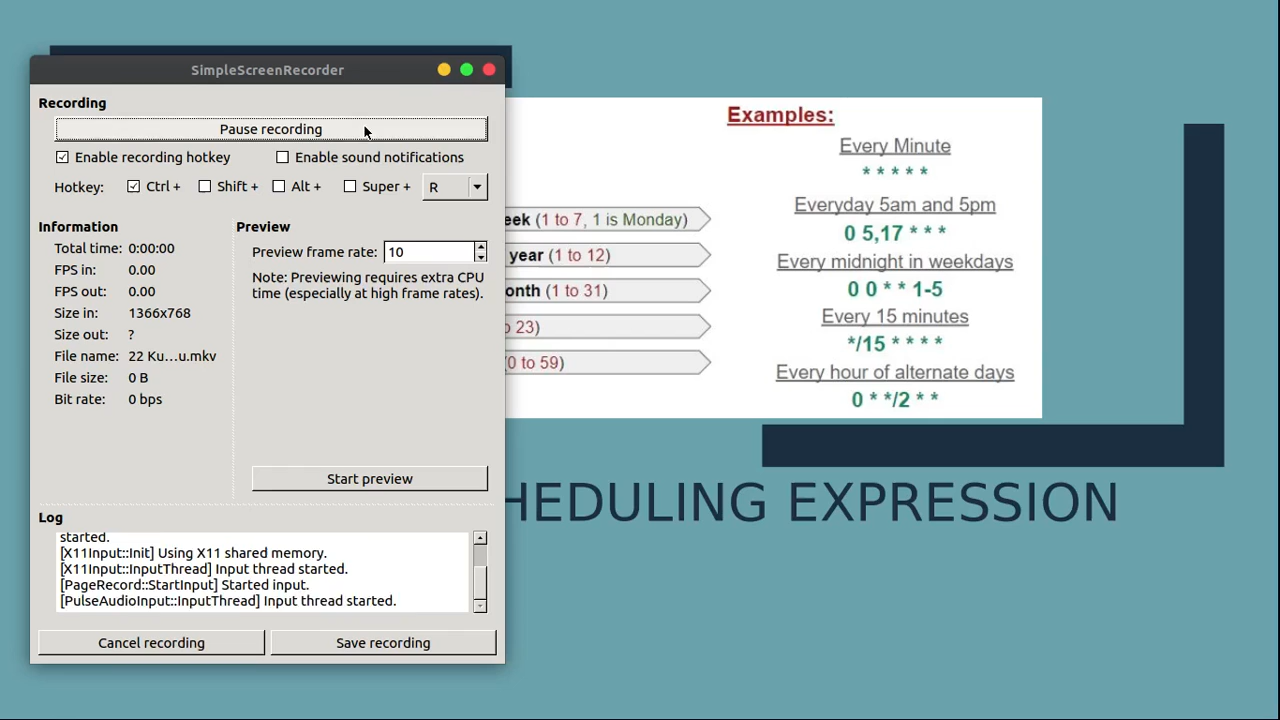 SimpleScreenRecorder
Recording
Pause recording
Enable recording hotkey
Enable sound notifications
Hotkey: Ctrl + Shift + Alt + Super + R
Information
Total time: 0:00:00
FPS in: 0.00
FPS out: 0.00
Size in: 1366x768
Size out: ?
File name: 22 Ku...u.mkv
File size: 0 B
Bit rate: 0 bps
Preview
Preview frame rate: 10
Note: Previewing requires extra CPU
time (especially at high frame rates).
Start preview
Log
started.
[X11Input::Init] Using X11 shared memory.
[X11Input::InputThread] Input thread started.
[PageRecord::StartInput] Started input.
[PulseAudioInput::InputThread] Input thread started.
Cancel recording
Save recording
eek (1 to 7, 1 is Monday)
year (1 to 12)
onth (1 to 31)
o 23)
(0 to 59)
Examples:
Every Minute
* * * * *
Everyday 5am and 5pm
0 5,17 * * *
Every midnight in weekdays
0 0 * * 1-5
Every 15 minutes
*/15 * * * *
Every hour of alternate days
0 * */2 * *
HEDULING EXPRESSION